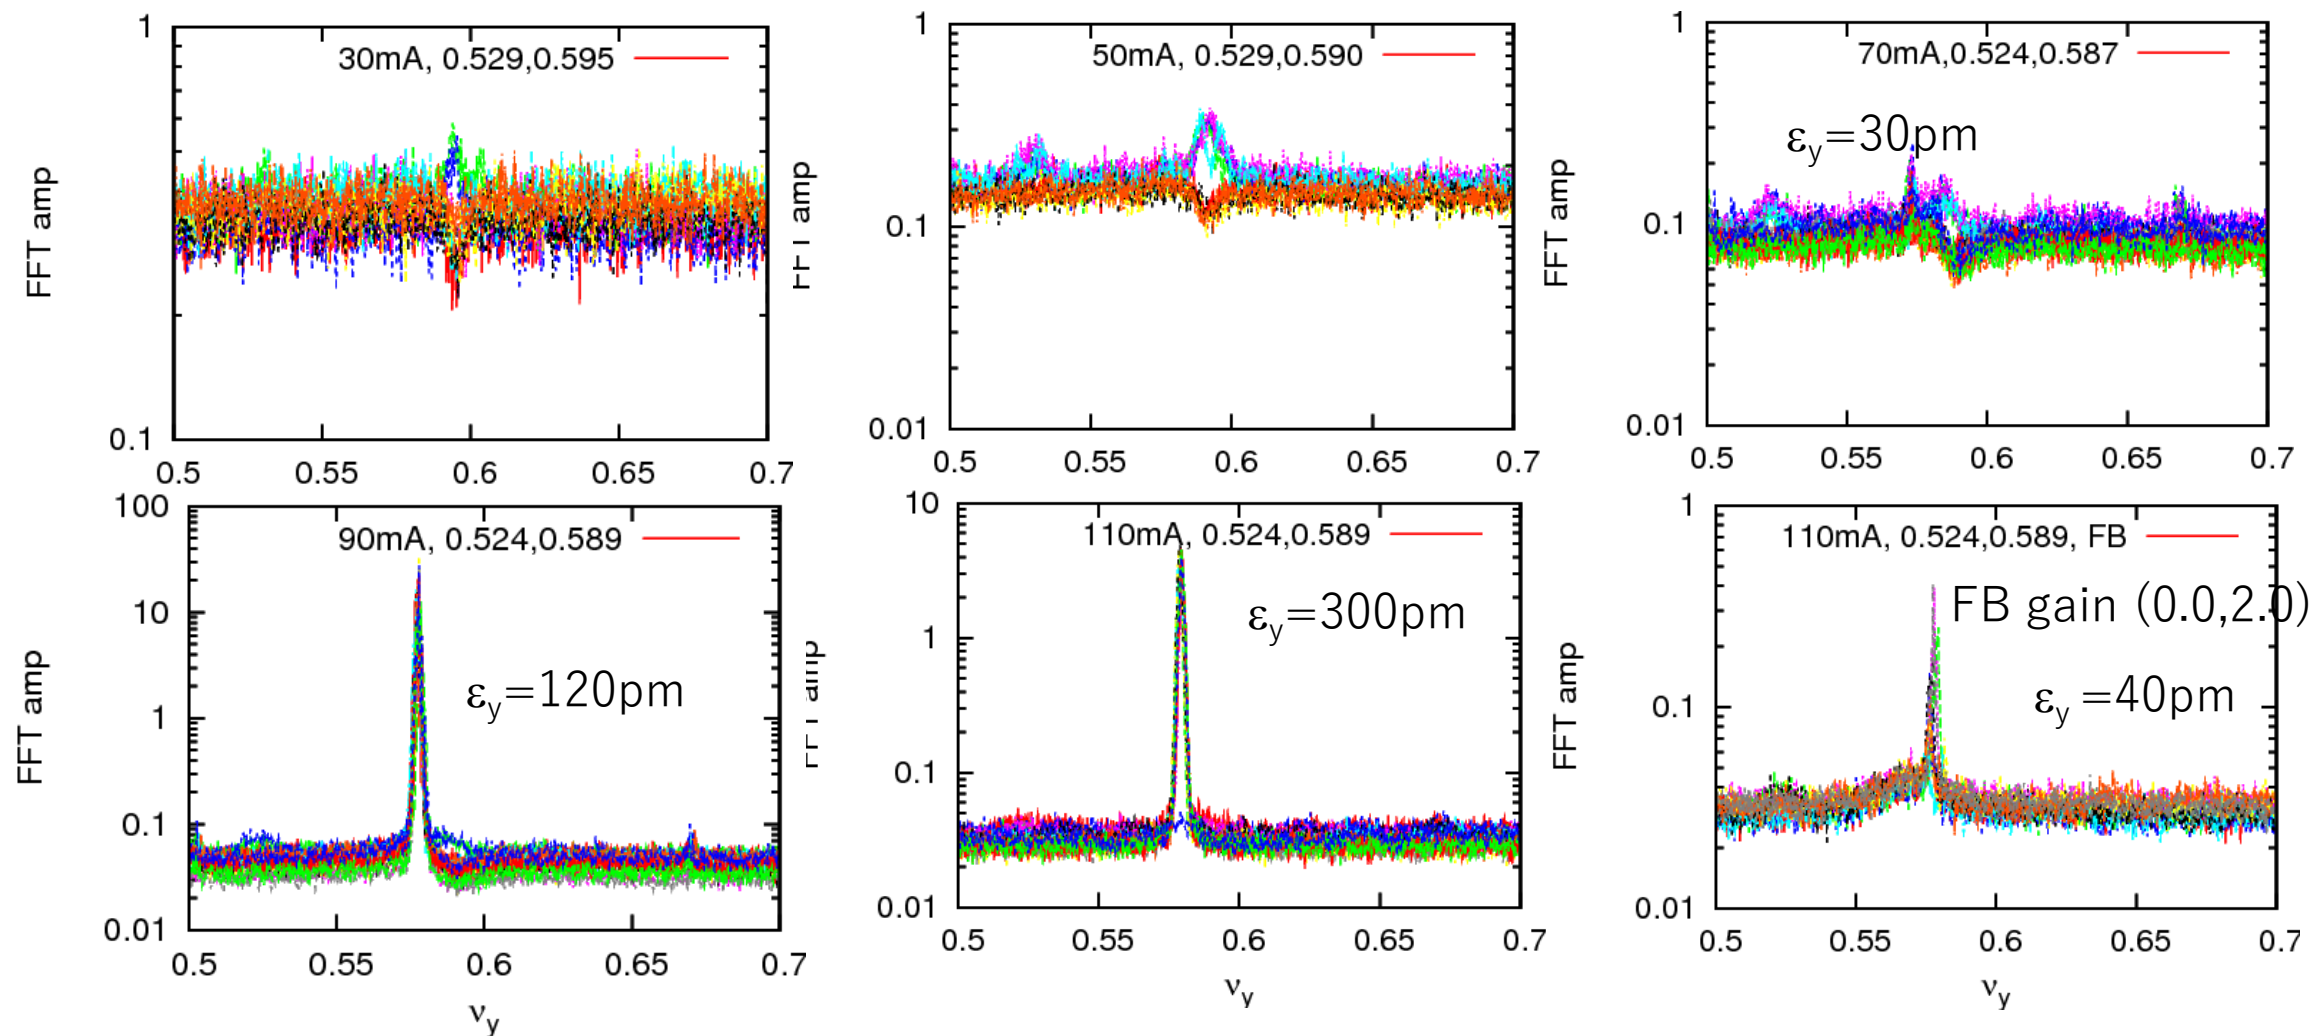 30mA, 0.529,0.595
1
0.1
0.5
0.55
0.6
0.65
0.7
FFT amp
50mA, 0.529,0.590
1
0.1
0.01
0.5
0.55
0.6
0.65
0.7
FFT amp
70mA,0.524,0.587
εy=30pm
1
0.1
0.01
0.5
0.55
0.6
0.65
0.7
FFT amp
90mA, 0.524,0.589
εy=120pm
100
10
1
0.1
0.01
0.5
0.55
0.6
0.65
0.7
FFT amp
νy
110mA, 0.524,0.589
εy=300pm
10
1
0.1
0.01
0.5
0.55
0.6
0.65
0.7
FFT amp
νy
110mA, 0.524,0.589, FB
FB gain (0.0,2.0)
εy =40pm
1
0.1
0.01
0.5
0.55
0.6
0.65
0.7
FFT amp
νy